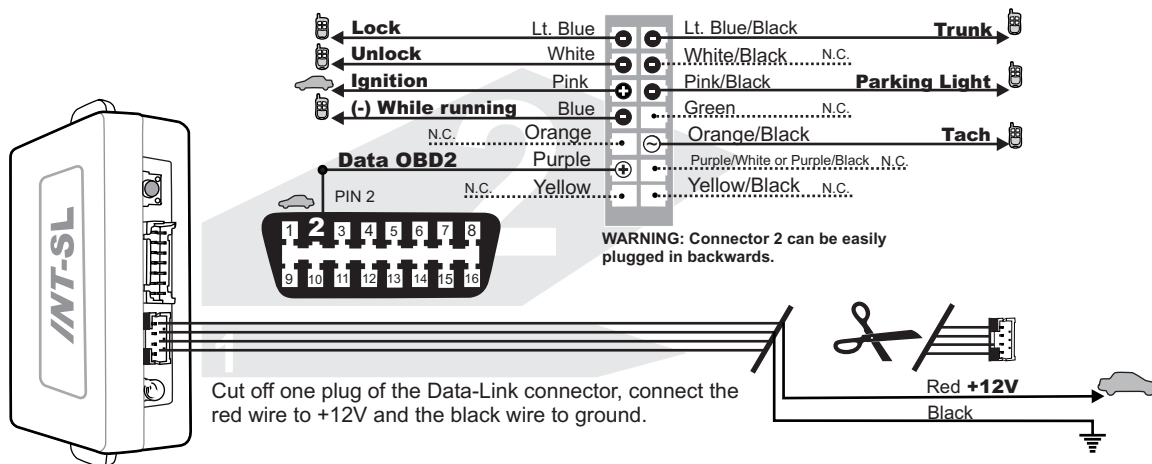 Lock Lt. Blue Lt. Blue/Black Trunk
Unlock White White/Black N.C.
Ignition Pink Pink/Black Parking Light
(-) While running Blue Green N.C.
N.C. Orange Orange/Black Tach
Data OBD2 Purple Purple/White or Purple/Black N.C.
N.C. Yellow Yellow/Black N.C.
PIN 2
1 2 3 4 5 6 7 8
9 10 11 12 13 14 15 16
WARNING: Connector 2 can be easily
plugged in backwards.
2
INT-SL
1
Cut off one plug of the Data-Link connector, connect the
red wire to +12V and the black wire to ground.
Red +12V
Black